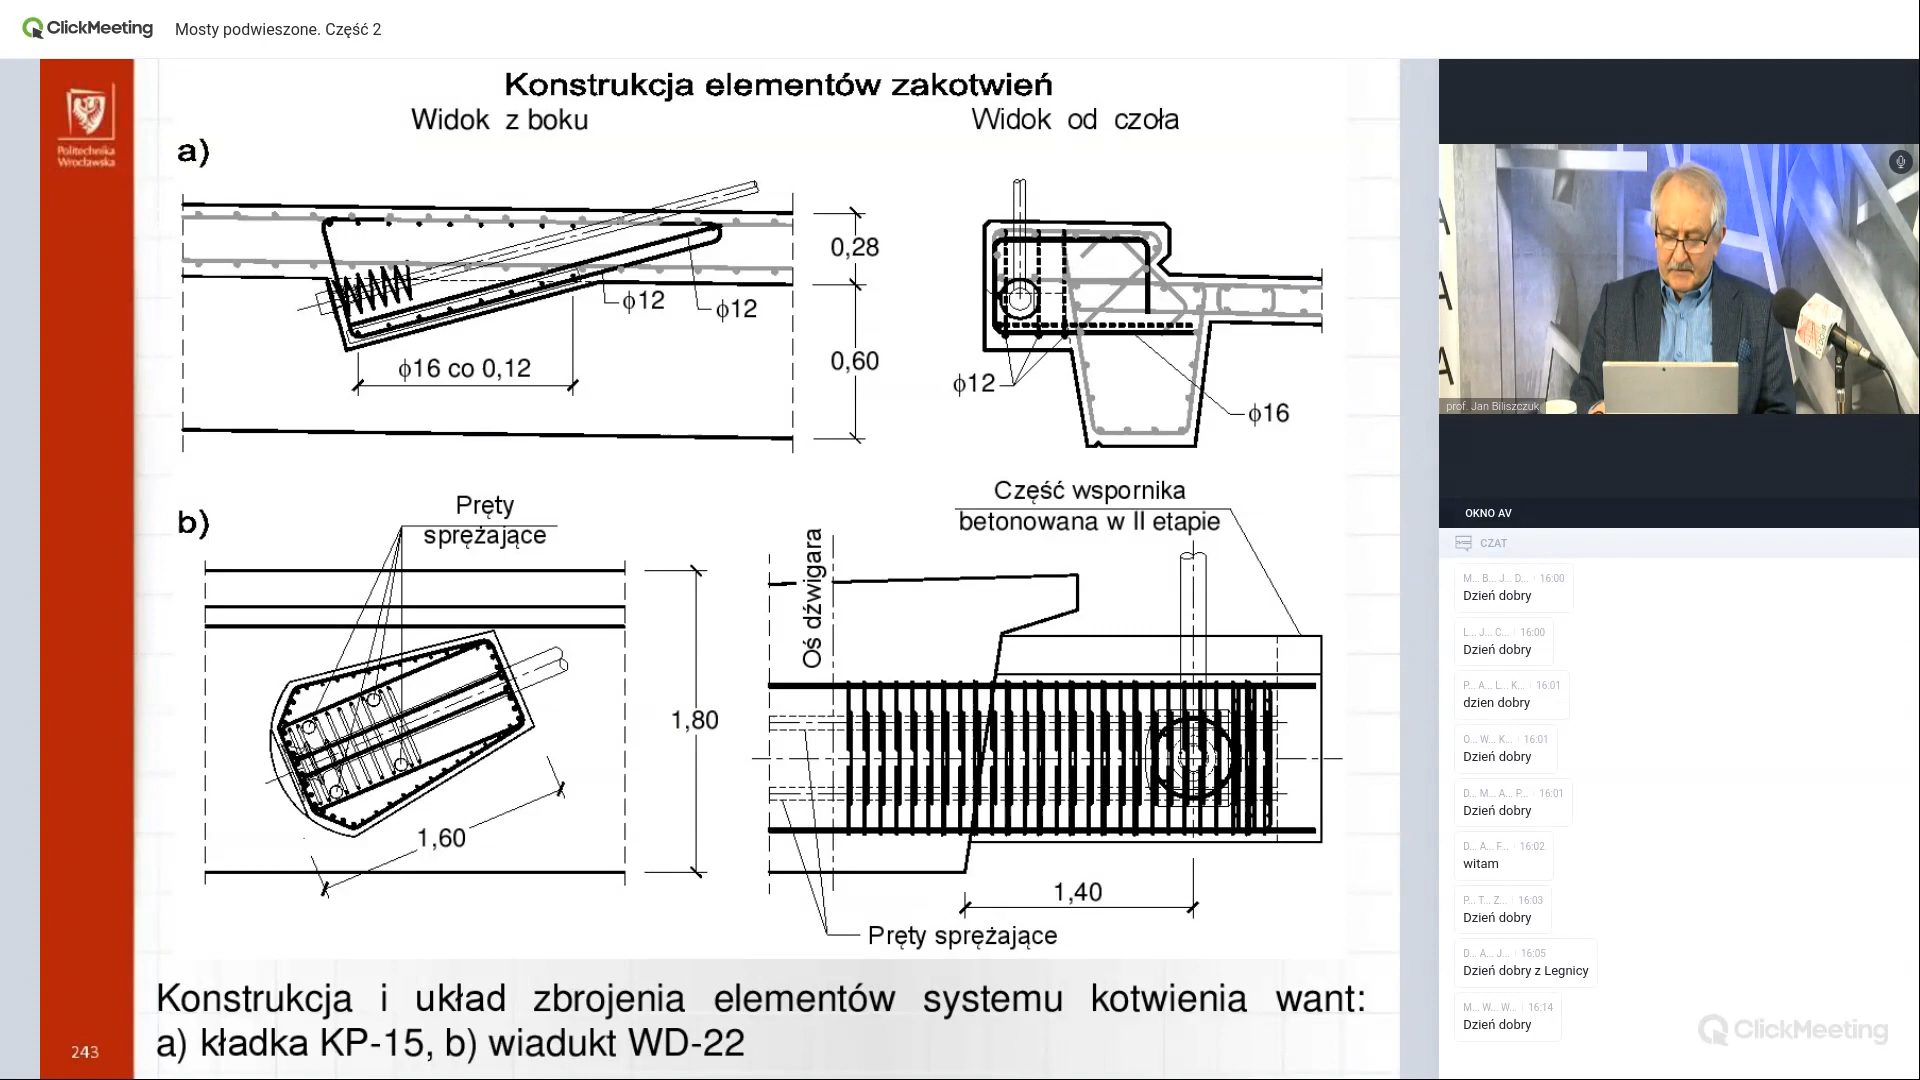 ClickMeeting
Mosty podwieszone. Część 2
Politechnika
Wrocławska
Konstrukcja elementów zakotwień
Widok z boku
Widok od czoła
a)
0,28
ϕ12
ϕ12
ϕ16 co 0,12
0,60
ϕ12
ϕ16
b)
Pręty
sprężające
1,80
1,60
Część wspornika
betonowana w II etapie
Oś dźwigara
1,40
Pręty sprężające
Konstrukcja i układ zbrojenia elementów systemu kotwienia want:
a) kładka KP-15, b) wiadukt WD-22
243
prof. Jan Biliszczuk
OKNO AV
CZAT
M... B... J... D... 16:00
Dzień dobry
L... J... C... 16:00
Dzień dobry
P... A... L... K... 16:01
dzien dobry
O... W... K... 16:01
Dzień dobry
D... M... A... P... 16:01
Dzień dobry
D... A... F... 16:02
witam
P... T... Z... 16:03
Dzień dobry
D... A... J... 16:05
Dzień dobry z Legnicy
M... W... W... 16:14
Dzień dobry
ClickMeeting